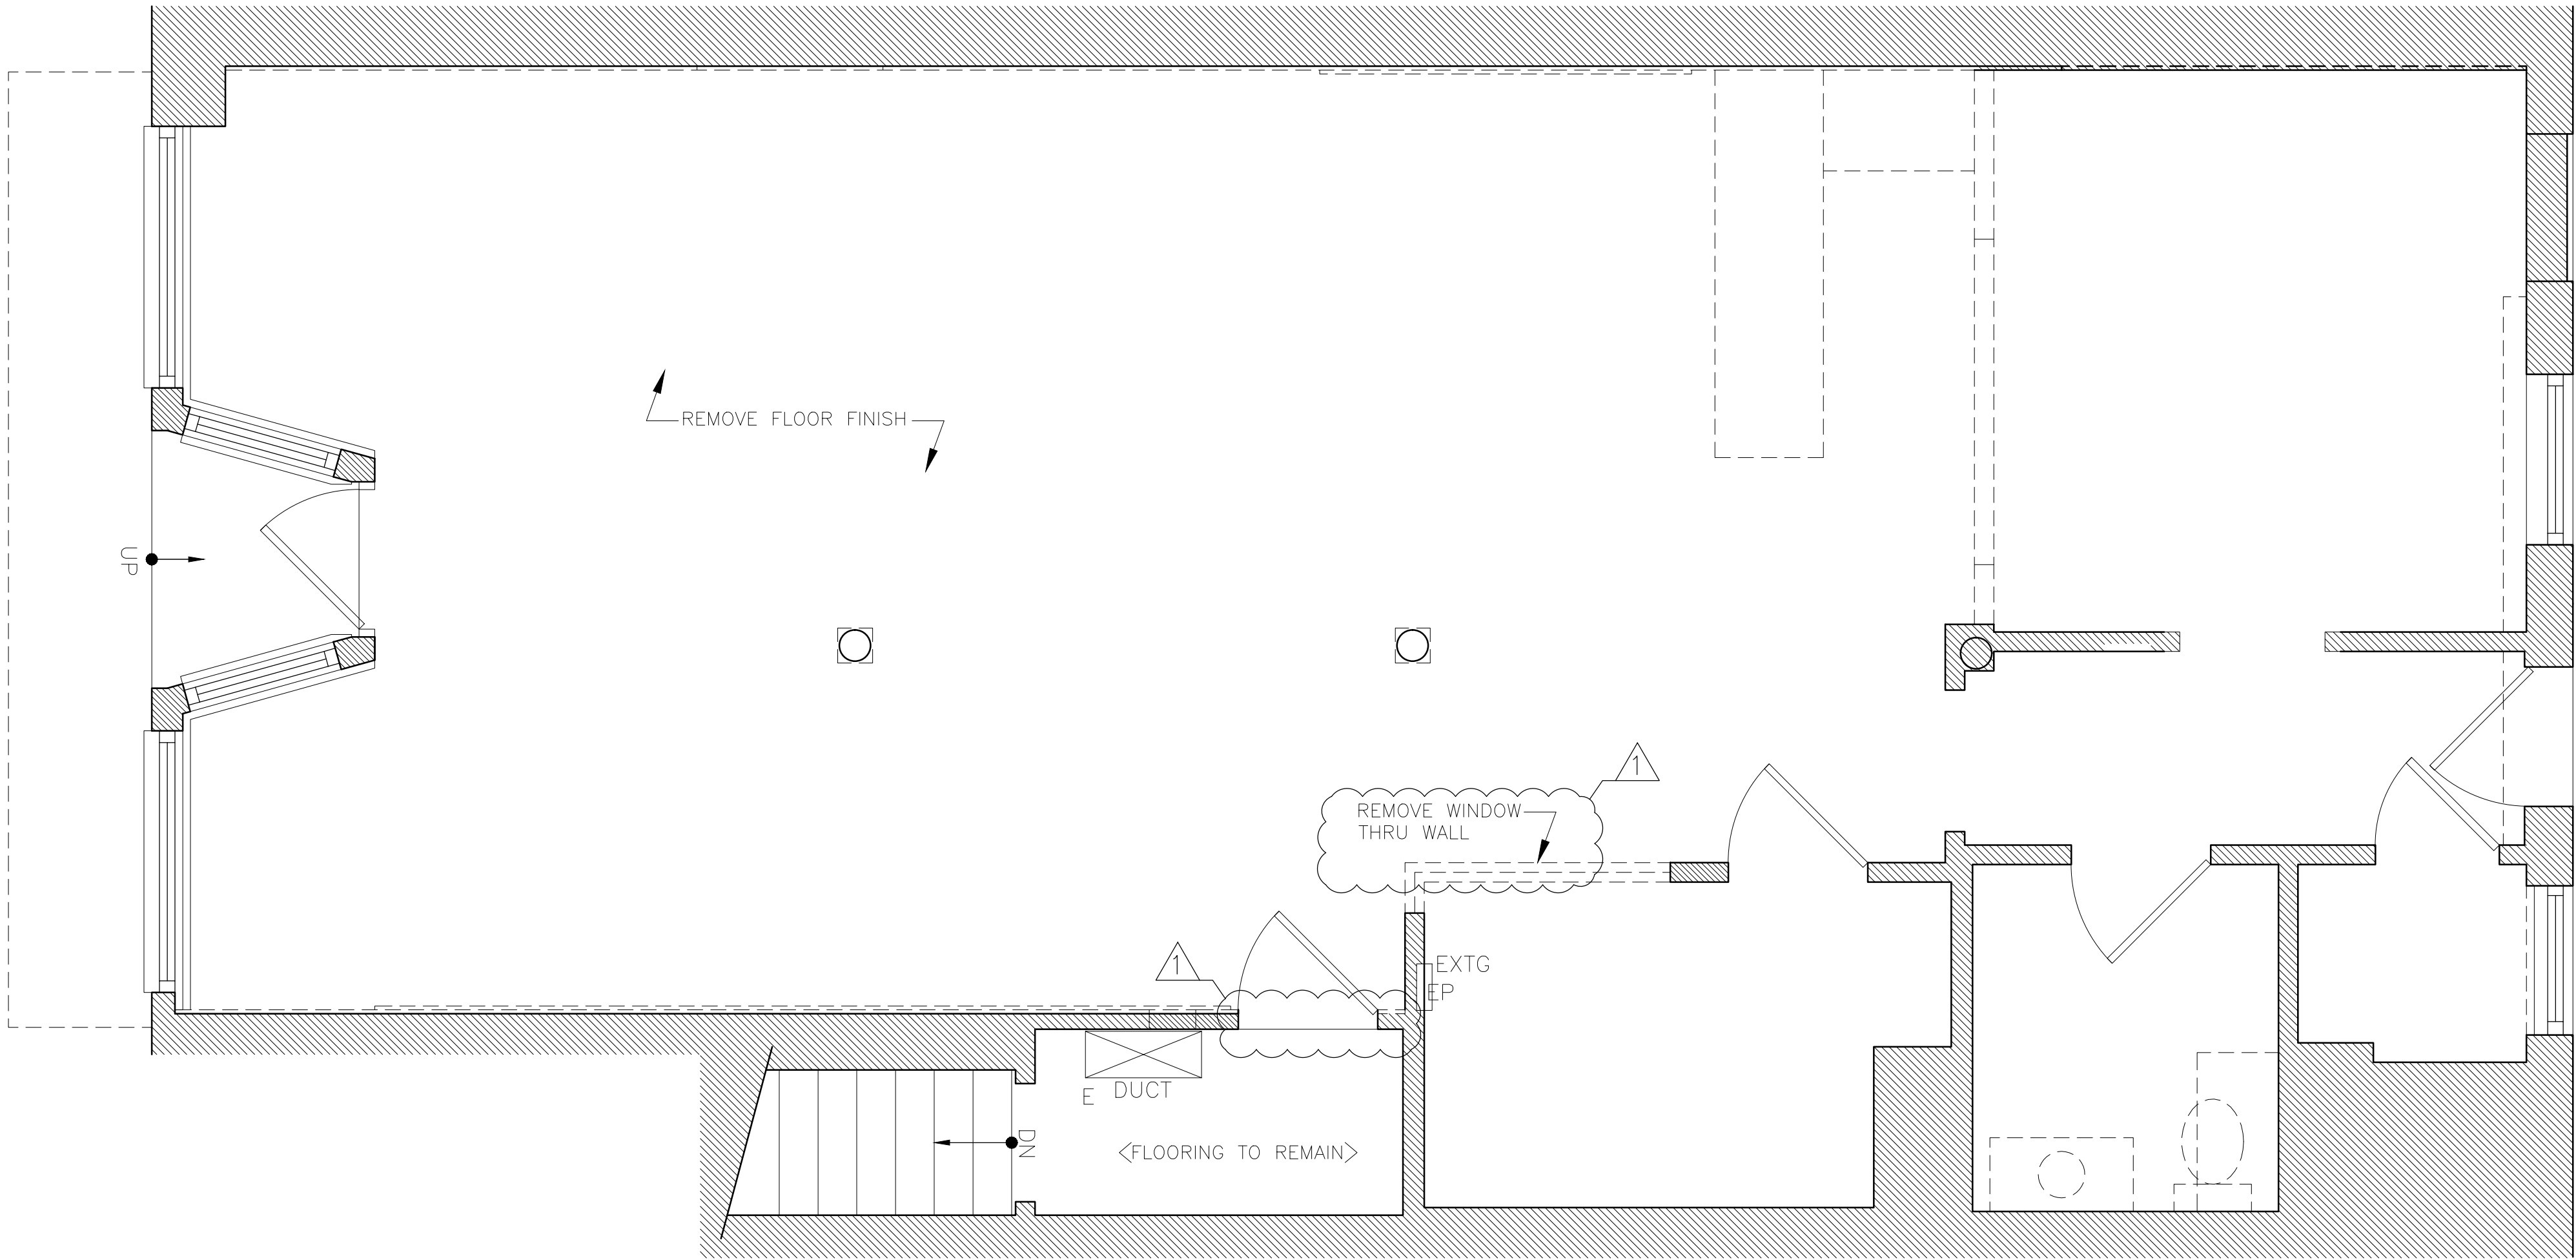 REMOVE FLOOR FINISH
UP
1
REMOVE WINDOW
THRU WALL
1
EXTG
EP
E DUCT
DN
<FLOORING TO REMAIN>